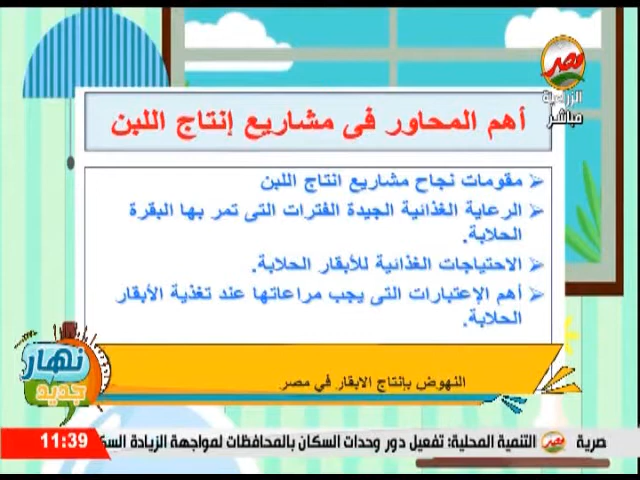 مصر
الزراعية
مباشر
أهم المحاور فى مشاريع إنتاج اللبن
مقومات نجاح مشاريع انتاج اللبن
الرعاية الغذائية الجيدة الفترات التى تمر بها البقرة
الحلابة.
الاحتياجات الغذائية للأبقار الحلابة.
أهم الإعتبارات التى يجب مراعاتها عند تغذية الأبقار
الحلابة.
نهار
جديد
النهوض بإنتاج الابقار في مصر
صرية التنمية المحلية: تفعيل دور وحدات السكان بالمحافظات لمواجهة الزيادة السك
11:39